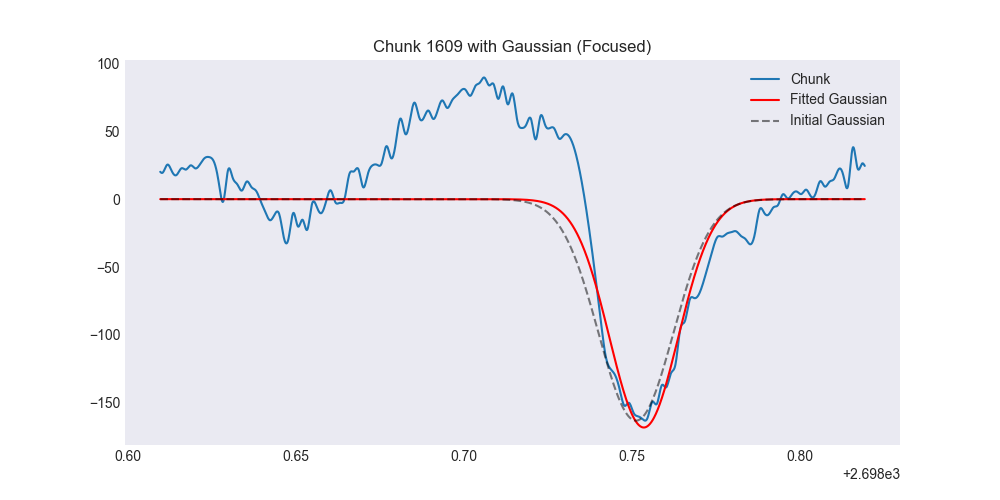 Chunk 1609 with Gaussian (Focused)
100
50
0
−50
−100
−150
Chunk
Fitted Gaussian
Initial Gaussian
0.60 0.65 0.70 0.75 0.80
+2.698e3